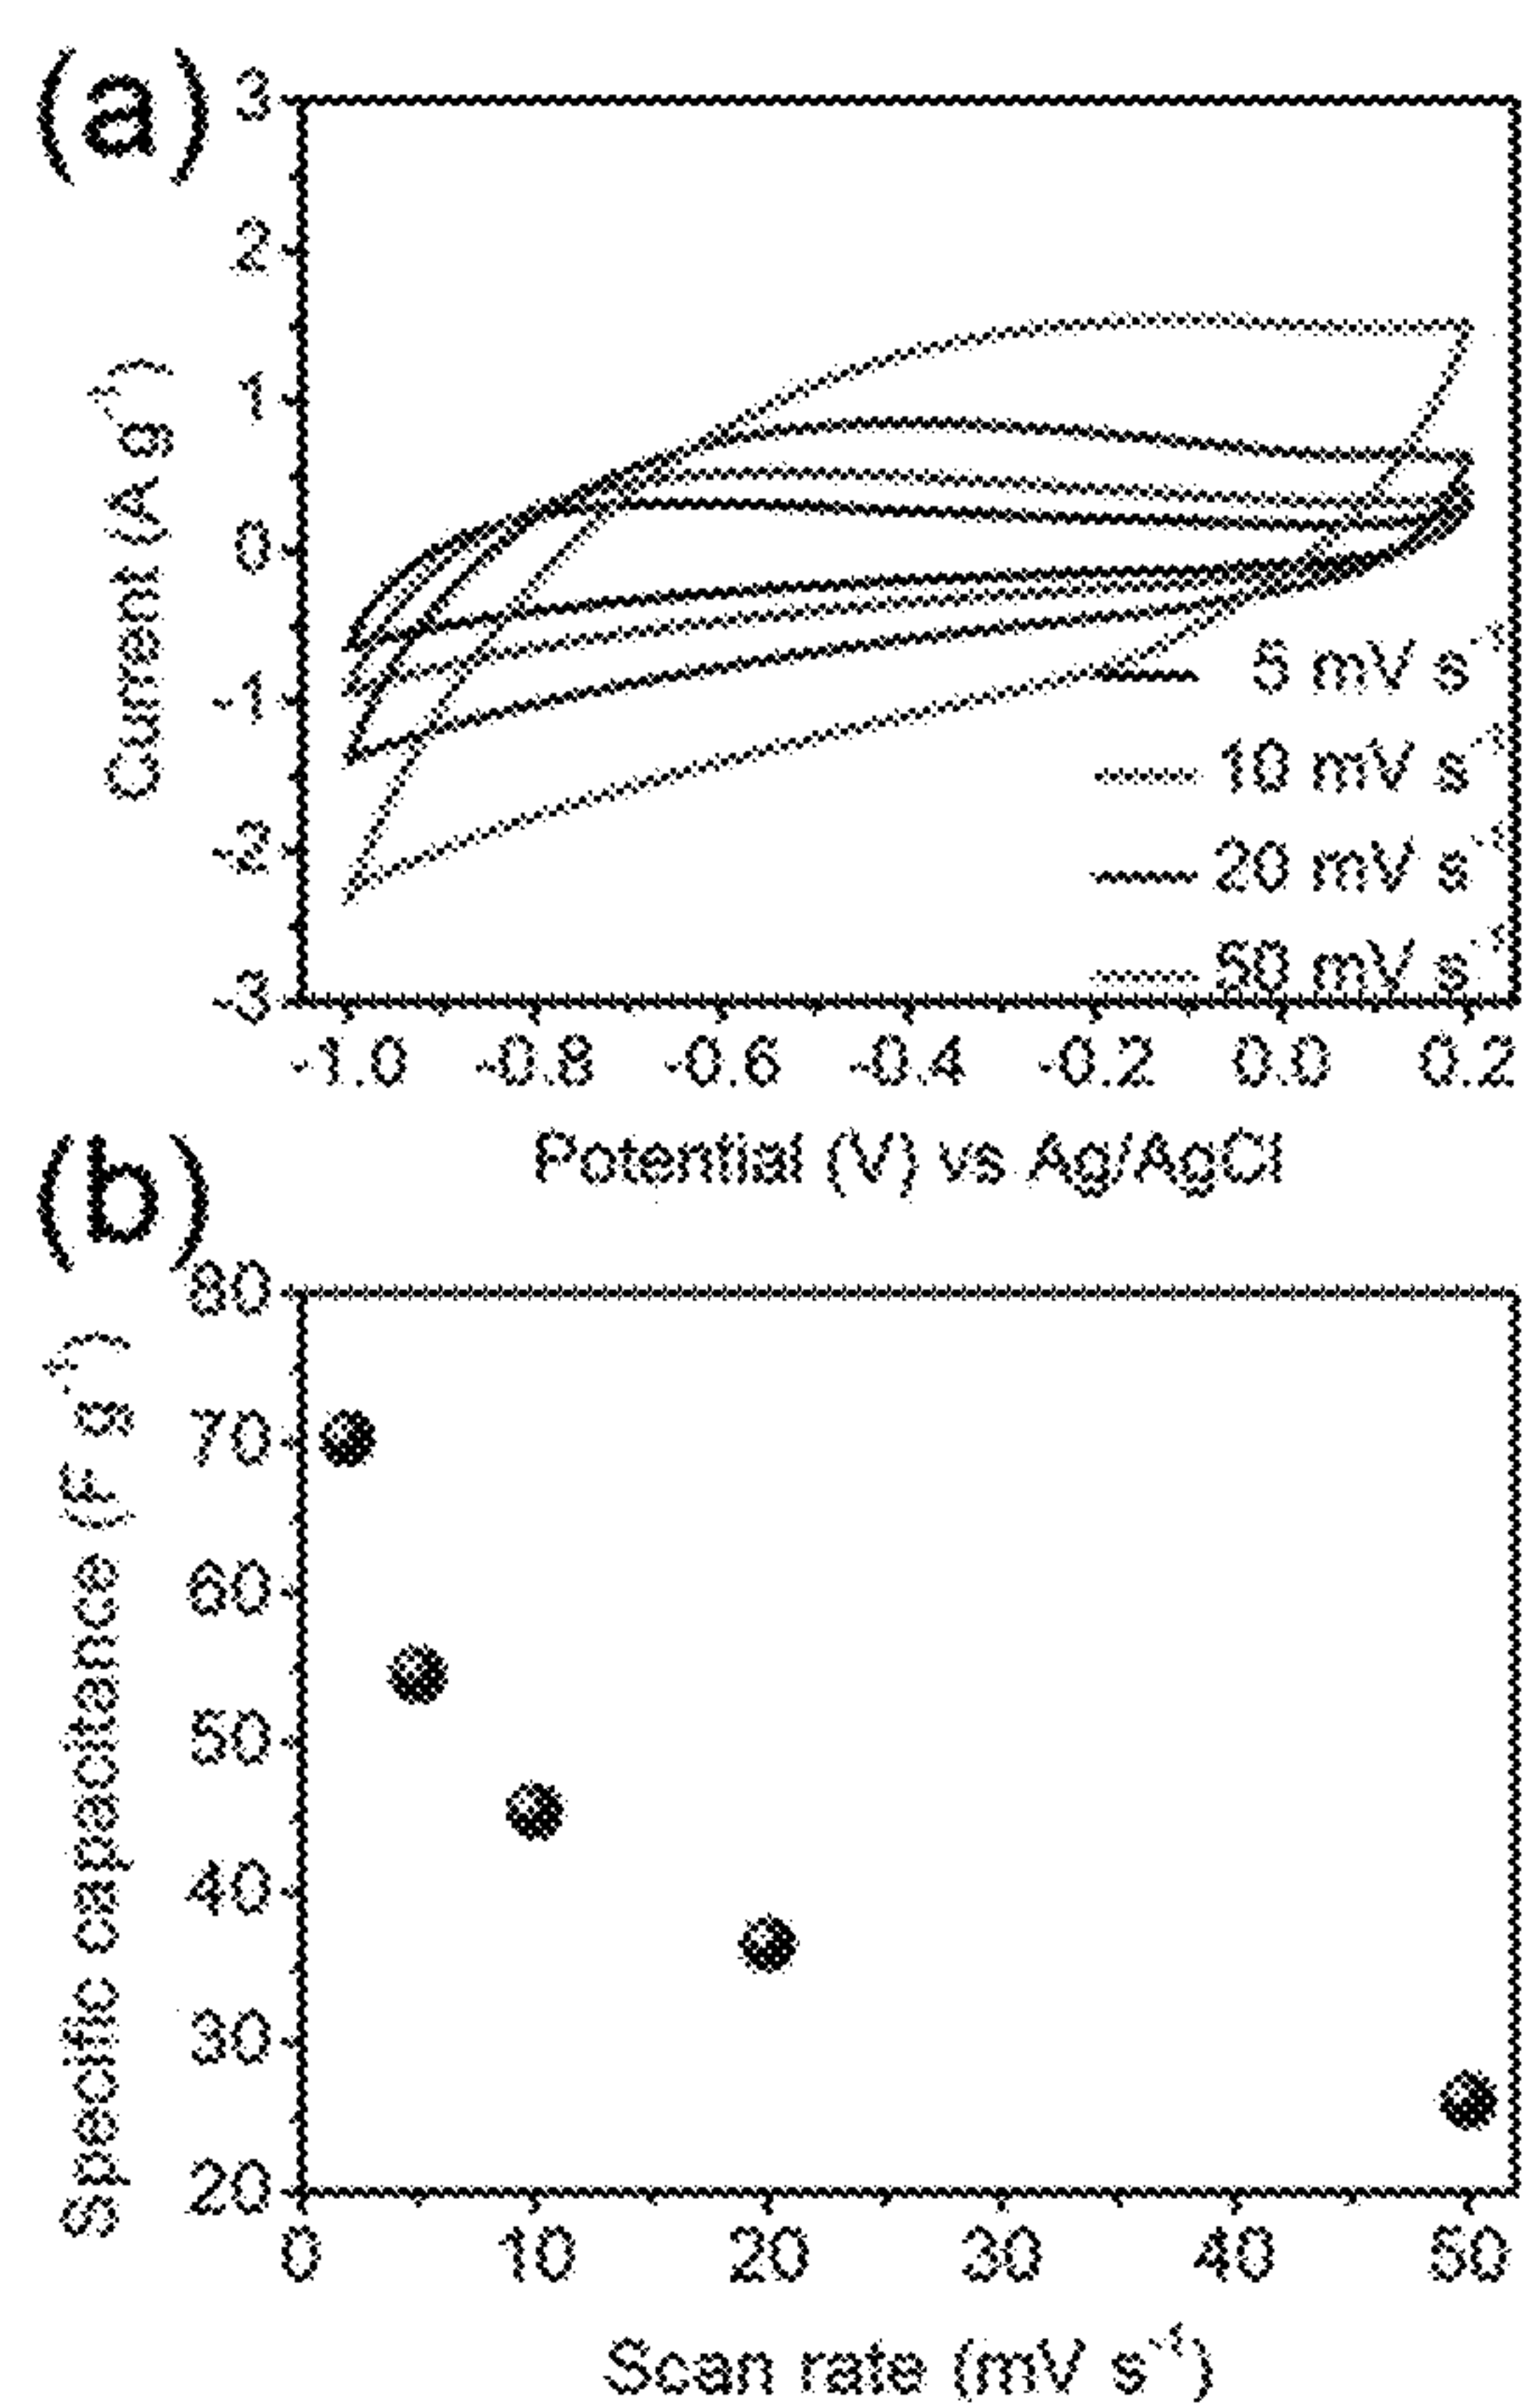 (a)
3
2
1
0
-1
-2
-3
Current (A g⁻¹)
5 mV s⁻¹
10 mV s⁻¹
20 mV s⁻¹
50 mV s⁻¹
-1.0 -0.8 -0.6 -0.4 -0.2 0.0 0.2
Potential (V) vs Ag/AgCl
(b)
80
70
60
50
40
30
20
Specific capacitance (F g⁻¹)
0 10 20 30 40 50
Scan rate (mV s⁻¹)